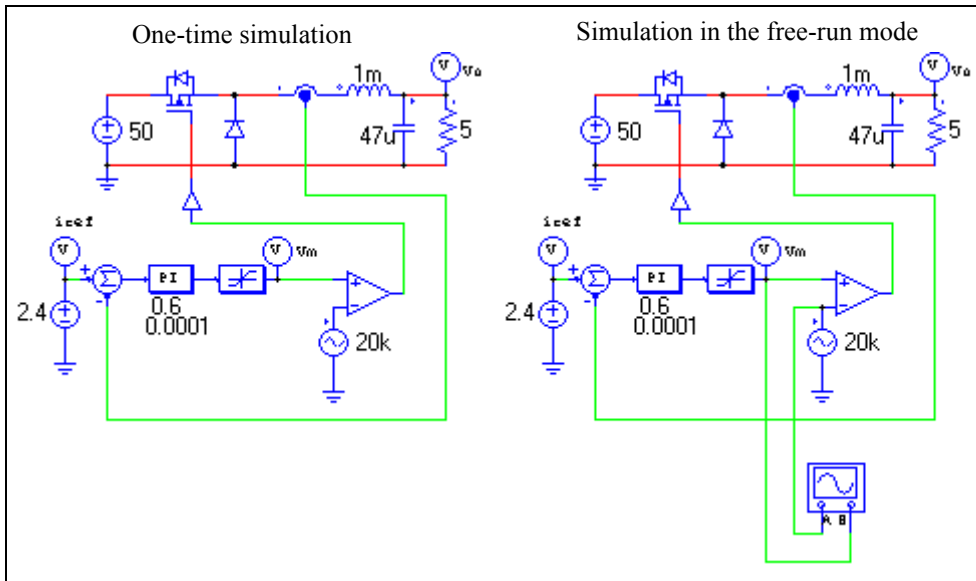 One-time simulation
1m
V
Vo
50
47u
5
iref
V
V
Vm
+
Σ
-
PI
2.4
0.6
0.0001
+
-
20k
Simulation in the free-run mode
1m
V
Vo
50
47u
5
iref
V
V
Vm
+
Σ
-
PI
2.4
0.6
0.0001
+
-
20k
A B